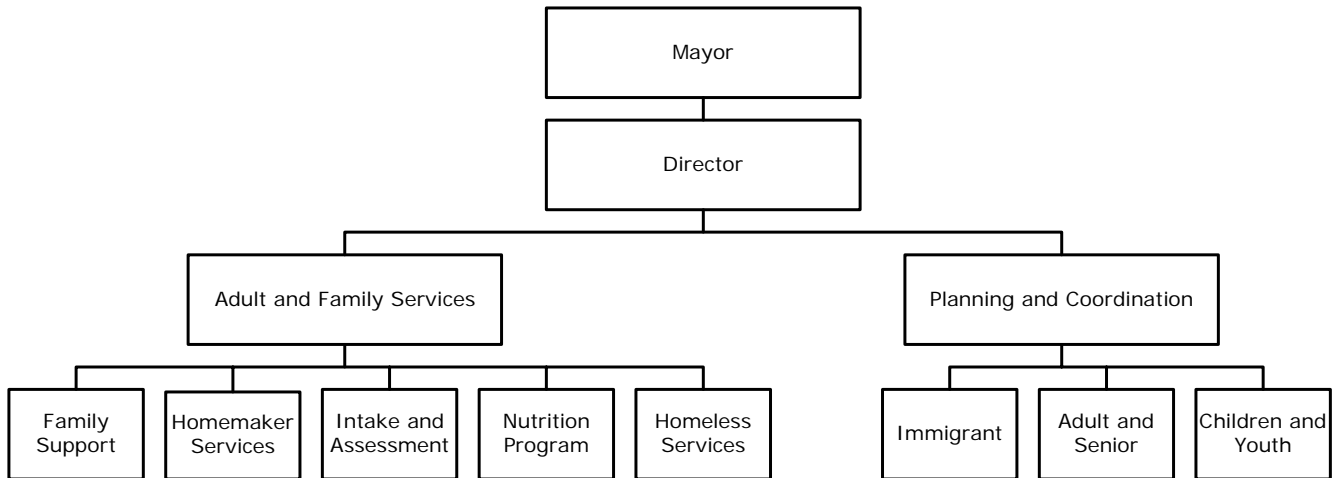 Mayor
Director
Adult and Family Services
Planning and Coordination
Family
Support
Homemaker
Services
Intake and
Assessment
Nutrition
Program
Homeless
Services
Immigrant
Adult and
Senior
Children and
Youth